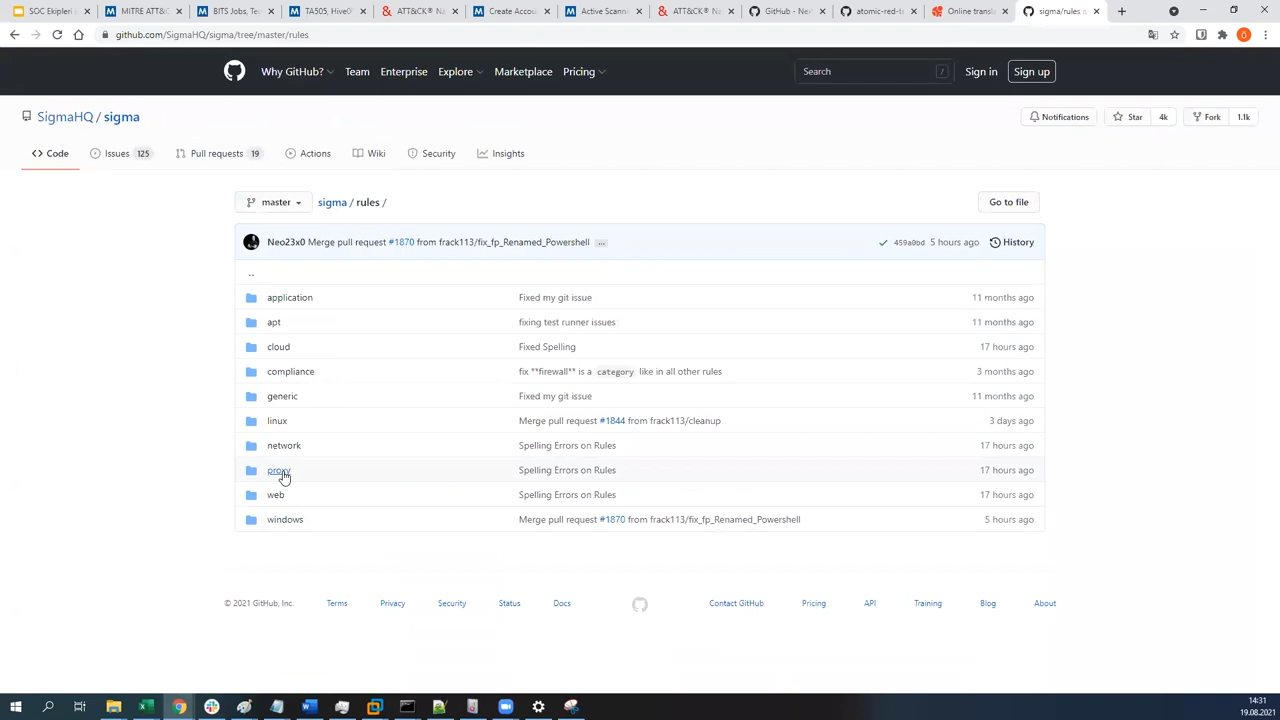 SOC Ekipleri
MITRE ATT&C
BITS Jobs, Te
TA505, Hive0
ATT&CK® Na
Create Accou
Active Scanni
ATT&CK® Na
GitHub - Nex
atomic-red-te
Online transla
sigma/rules
github.com/SigmaHQ/sigma/tree/master/rules
Why GitHub? Team Enterprise Explore Marketplace Pricing Search / Sign in Sign up
SigmaHQ / sigma Notifications Star 4k Fork 1.1k
<> Code Issues 125 Pull requests 19 Actions Wiki Security Insights
master sigma / rules / Go to file
Neo23x0 Merge pull request #1870 from frack113/fix_fp_Renamed_Powershell ... 459a0bd 5 hours ago History
..
application Fixed my git issue 11 months ago
apt fixing test runner issues 11 months ago
cloud Fixed Spelling 17 hours ago
compliance fix **firewall** is a category like in all other rules 3 months ago
generic Fixed my git issue 11 months ago
linux Merge pull request #1844 from frack113/cleanup 3 days ago
network Spelling Errors on Rules 17 hours ago
proxy Spelling Errors on Rules 17 hours ago
web Spelling Errors on Rules 17 hours ago
windows Merge pull request #1870 from frack113/fix_fp_Renamed_Powershell 5 hours ago
© 2021 GitHub, Inc. Terms Privacy Security Status Docs Contact GitHub Pricing API Training Blog About
14:31
19.08.2021